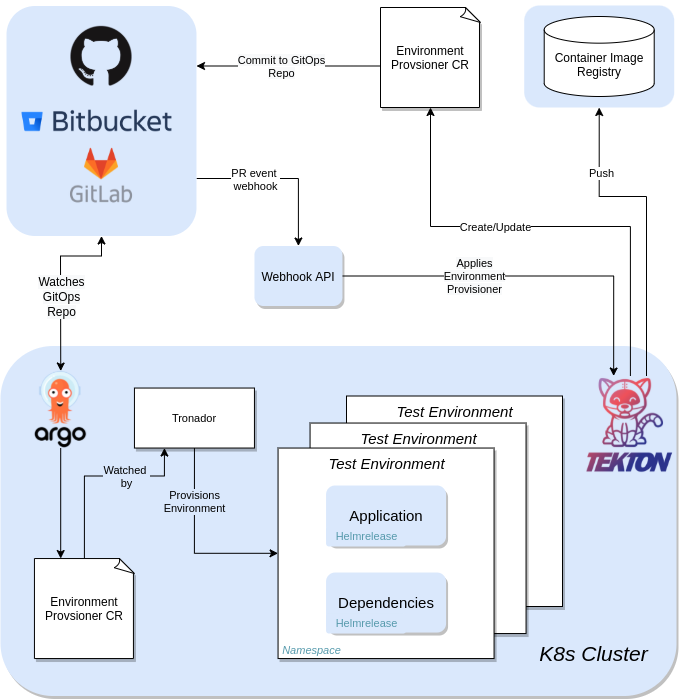 Environment
Provsioner CR
Container Image
Registry
Commit to GitOps
Repo
Bitbucket
GitLab
PR event
webhook
Push
Create/Update
Webhook API
Applies
Environment
Provisioner
Watches
GitOps
Repo
argo
Tronador
Test Environment
Test Environment
Test Environment
TEKTON
Watched
by
Provisions
Environment
Application
Helmrelease
Dependencies
Helmrelease
Environment
Provsioner CR
Namespace
K8s Cluster